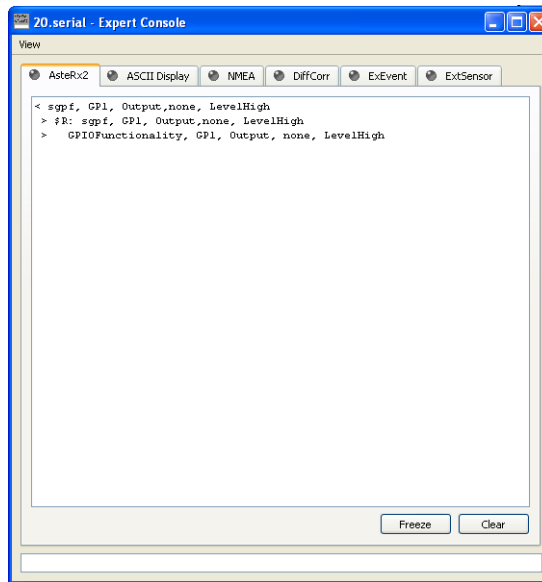 20.serial - Expert Console
View
AsteRx2 ASCII Display NMEA DiffCorr ExEvent ExtSensor
< sgpf, GP1, Output,none, LevelHigh
> $R: sgpf, GP1, Output,none, LevelHigh
> GPIOFunctionality, GP1, Output, none, LevelHigh
Freeze Clear